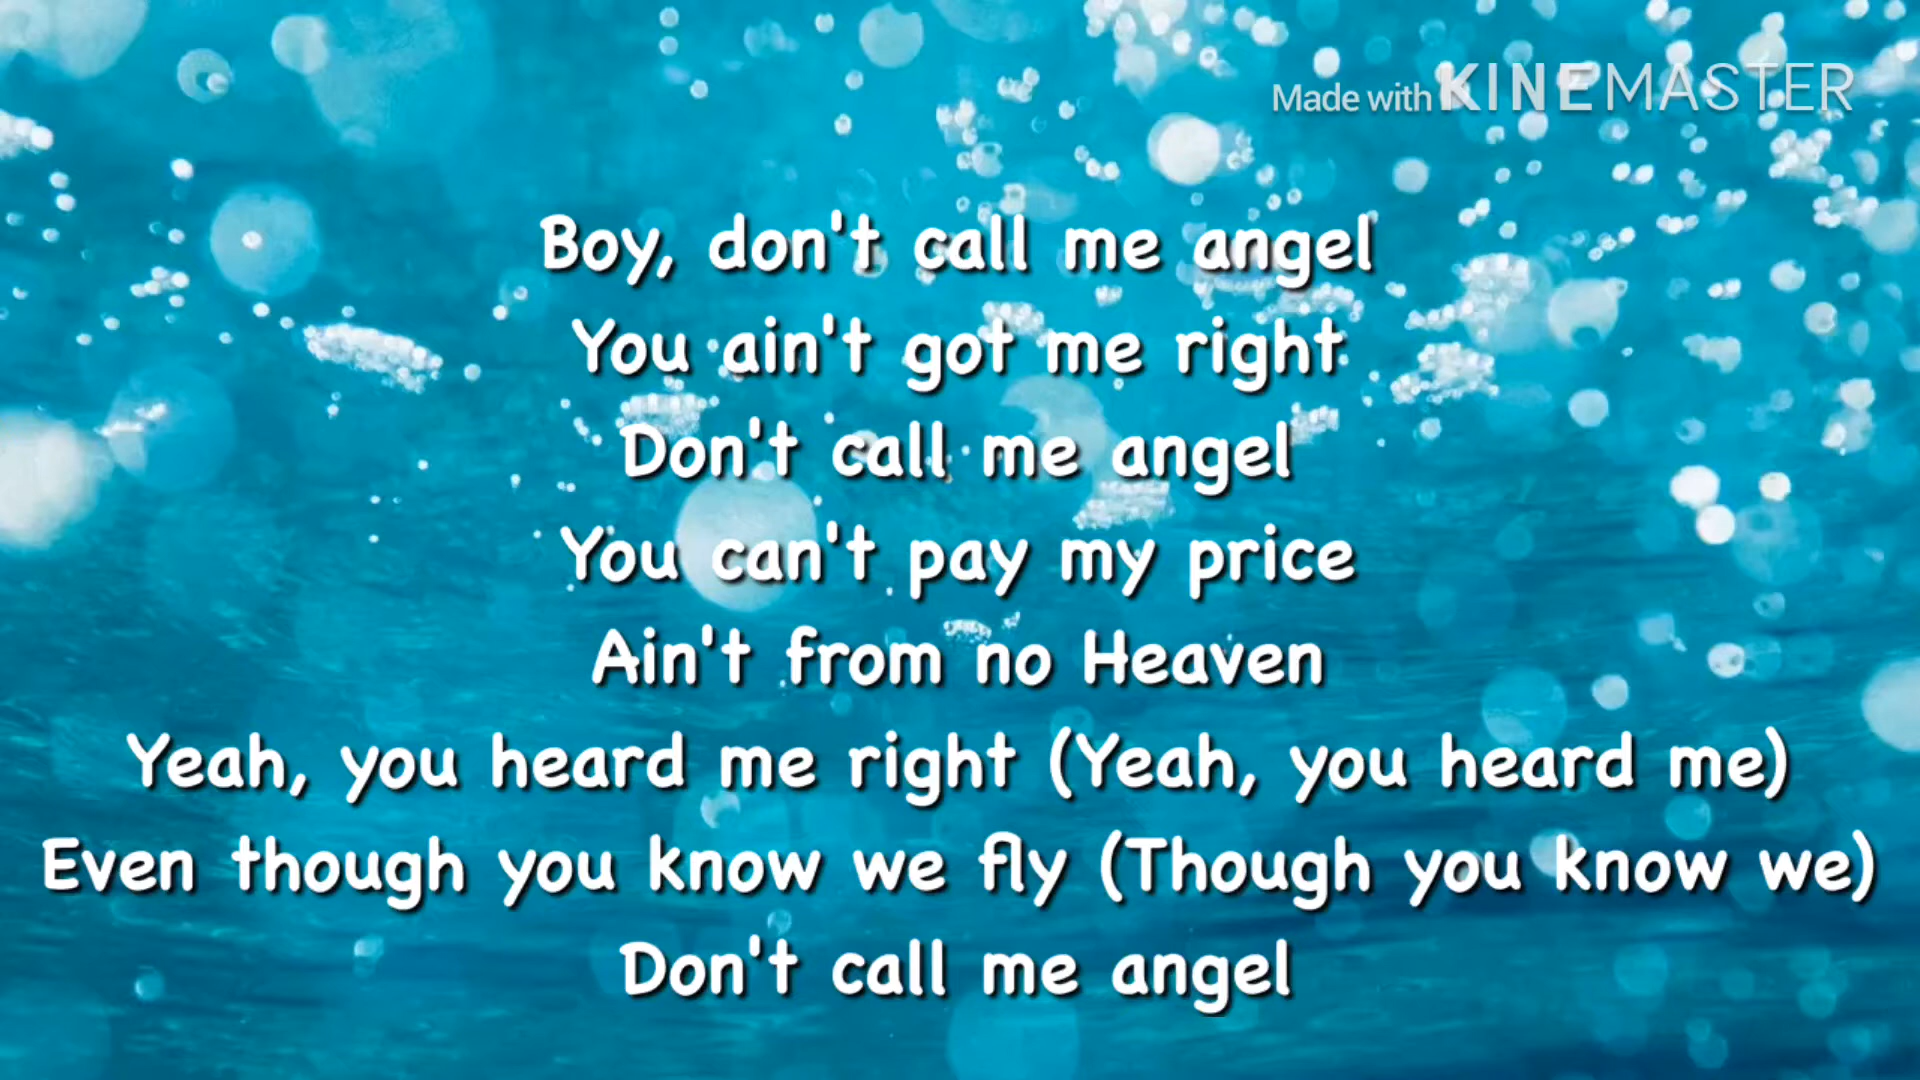 Made with KINEMASTER
Boy, don't call me angel
You ain't got me right
Don't call me angel
You can't pay my price
Ain't from no Heaven
Yeah, you heard me right (Yeah, you heard me)
Even though you know we fly (Though you know we)
Don't call me angel